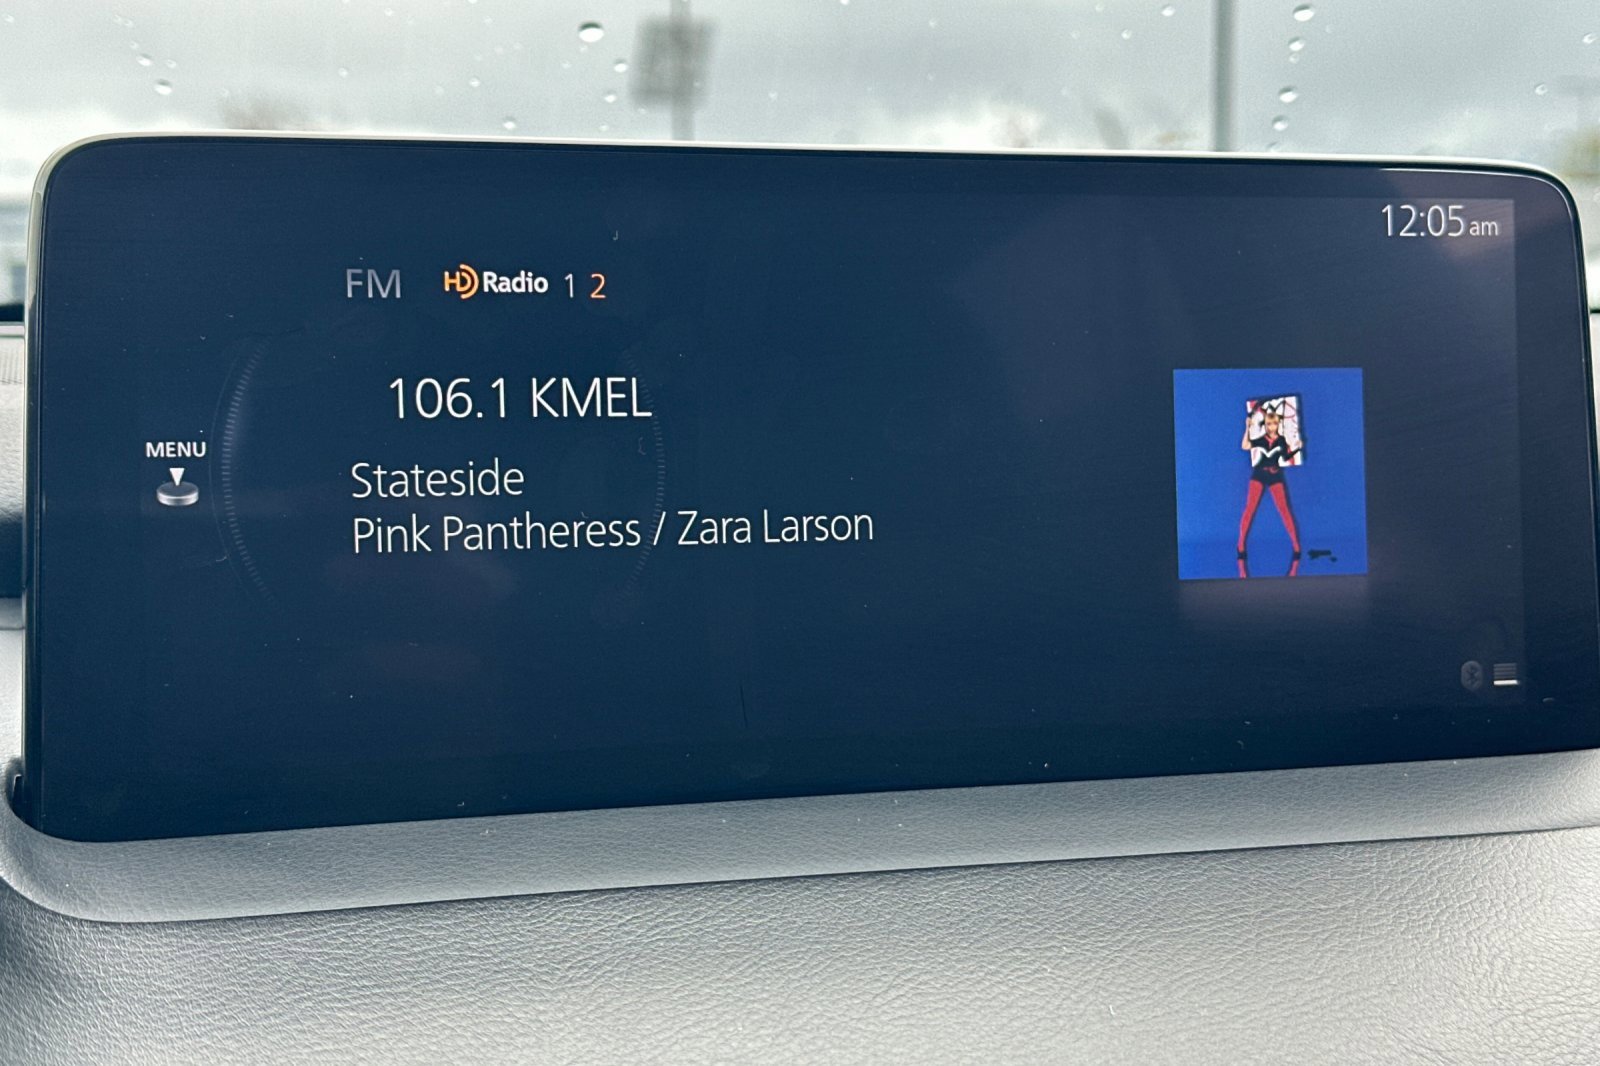 12:05am
FM HD Radio 1 2
106.1 KMEL
MENU
Stateside
Pink Pantheress / Zara Larson